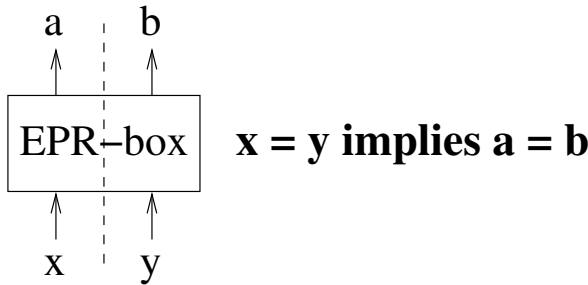 a b
EPR-box x = y implies a = b
x y